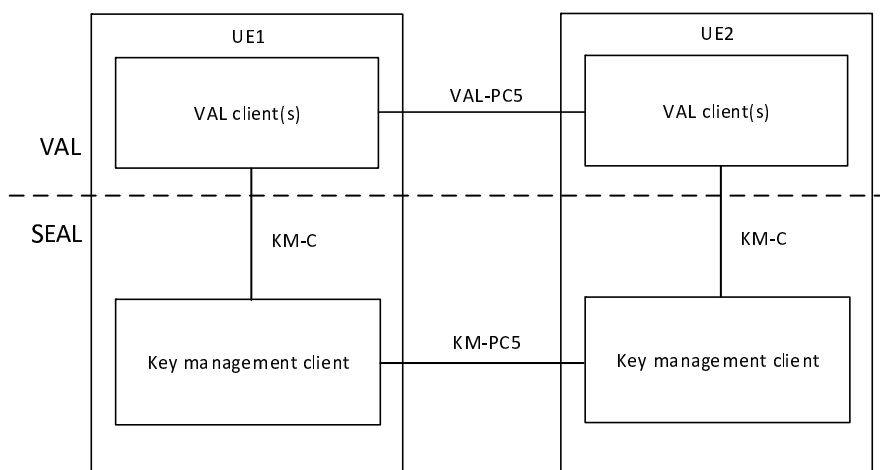 UE1
UE2
VAL client(s)
VAL-PC5
VAL client(s)
VAL
SEAL
KM-C
KM-C
Key management client
KM-PC5
Key management client